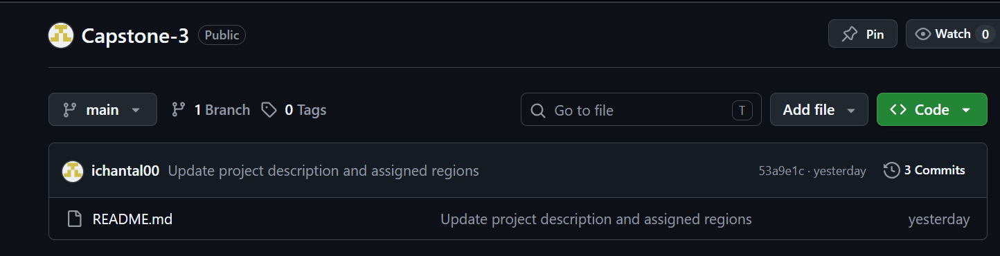 Capstone-3 Public Pin Watch 0
main 1 Branch 0 Tags Go to file T Add file Code
ichantal00 Update project description and assigned regions 53a9e1c · yesterday 3 Commits
README.md Update project description and assigned regions yesterday